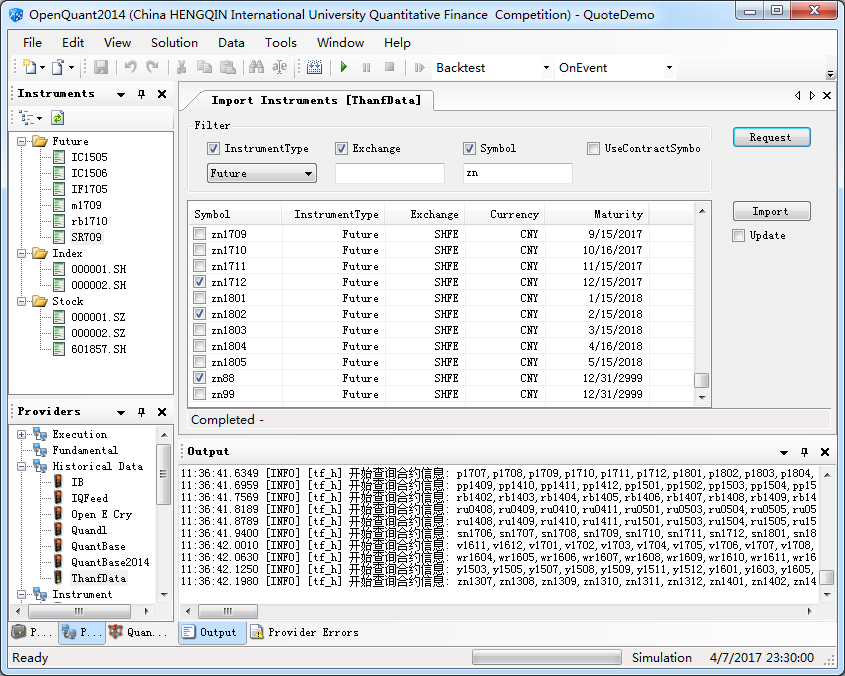 OpenQuant2014 (China HENGQIN International University Quantitative Finance  Competition) - QuoteDemo
File Edit View Solution Data Tools Window Help
Backtest OnEvent
Instruments
Future
IC1505
IC1506
IF1705
m1709
rb1710
SR709
Index
000001.SH
000002.SH
Stock
000001.SZ
000002.SZ
601857.SH
Providers
Execution
Fundamental
Historical Data
IB
IQFeed
Open E Cry
Quandl
QuantBase
QuantBase2014
ThanfData
Instrument
P... P... Quan...
Import Instruments [ThanfData]
Filter
InstrumentType Exchange Symbol UseContractSymbo
Future zn
Request
Import
Update
Symbol InstrumentType Exchange Currency Maturity
zn1709 Future SHFE CNY 9/15/2017
zn1710 Future SHFE CNY 10/16/2017
zn1711 Future SHFE CNY 11/15/2017
zn1712 Future SHFE CNY 12/15/2017
zn1801 Future SHFE CNY 1/15/2018
zn1802 Future SHFE CNY 2/15/2018
zn1803 Future SHFE CNY 3/15/2018
zn1804 Future SHFE CNY 4/16/2018
zn1805 Future SHFE CNY 5/15/2018
zn88 Future SHFE CNY 12/31/2999
zn99 Future SHFE CNY 12/31/2999
Completed -
Output
11:36:41.6349 [INFO] [tf_h] 开始查询合约信息: p1707, p1708, p1709, p1710, p1711, p1712, p1801, p1802, p1803, p1804,
11:36:41.6959 [INFO] [tf_h] 开始查询合约信息: pp1409, pp1410, pp1411, pp1412, pp1501, pp1502, pp1503, pp1504, pp15
11:36:41.7569 [INFO] [tf_h] 开始查询合约信息: rb1402, rb1403, rb1404, rb1405, rb1406, rb1407, rb1408, rb1409, rb14
11:36:41.8189 [INFO] [tf_h] 开始查询合约信息: ru0408, ru0409, ru0410, ru0411, ru0501, ru0503, ru0504, ru0505, ru05
11:36:41.8789 [INFO] [tf_h] 开始查询合约信息: ru1408, ru1409, ru1410, ru1411, ru1501, ru1503, ru1504, ru1505, ru15
11:36:41.9400 [INFO] [tf_h] 开始查询合约信息: sn1706, sn1707, sn1708, sn1709, sn1710, sn1711, sn1712, sn1801, sn18
11:36:42.0010 [INFO] [tf_h] 开始查询合约信息: v1611, v1612, v1701, v1702, v1703, v1704, v1705, v1706, v1707, v1708,
11:36:42.0630 [INFO] [tf_h] 开始查询合约信息: wr1604, wr1605, wr1606, wr1607, wr1608, wr1609, wr1610, wr1611, wr16
11:36:42.1250 [INFO] [tf_h] 开始查询合约信息: y1503, y1505, y1507, y1508, y1509, y1511, y1512, y1601, y1603, y1605,
11:36:42.1980 [INFO] [tf_h] 开始查询合约信息: zn1307, zn1308, zn1309, zn1310, zn1311, zn1312, zn1401, zn1402, zn14
Output Provider Errors
Ready Simulation 4/7/2017 23:30:00